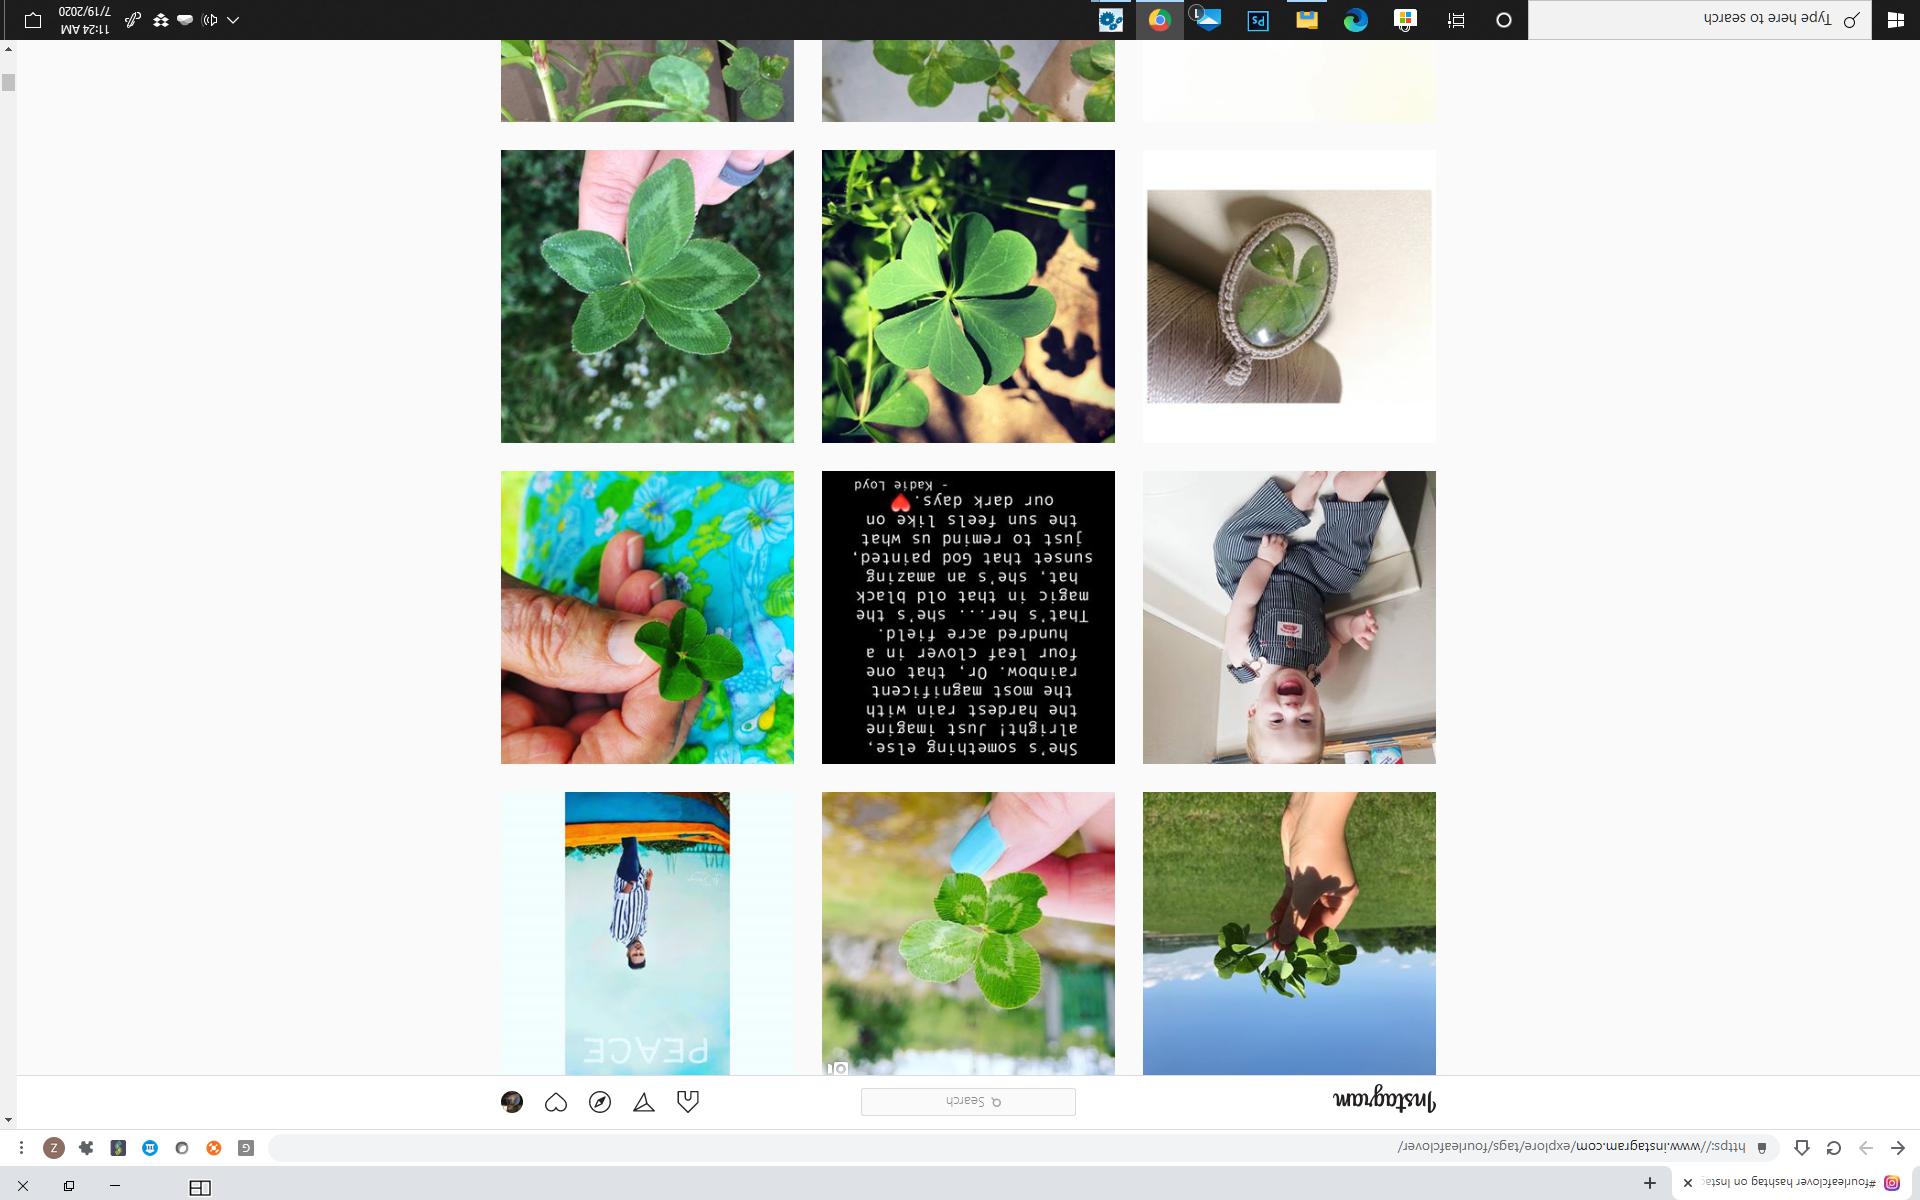 #fourleafclover hashtag on Insta
https://www.instagram.com/explore/tags/fourleafclover/
G
Z
Instagram
Search
PEACE
She's something else,
alright! Just imagine
the hardest rain with
the most magnificent
rainbow. Or, that one
four leaf clover in a
hundred acre field.
That's her... she's the
magic in that old black
hat, she's an amazing
sunset that God painted,
just to remind us what
the sun feels like on
our dark days.❤️
- Kadie Loyd
Type here to search
Ps
1
11:24 AM
7/19/2020